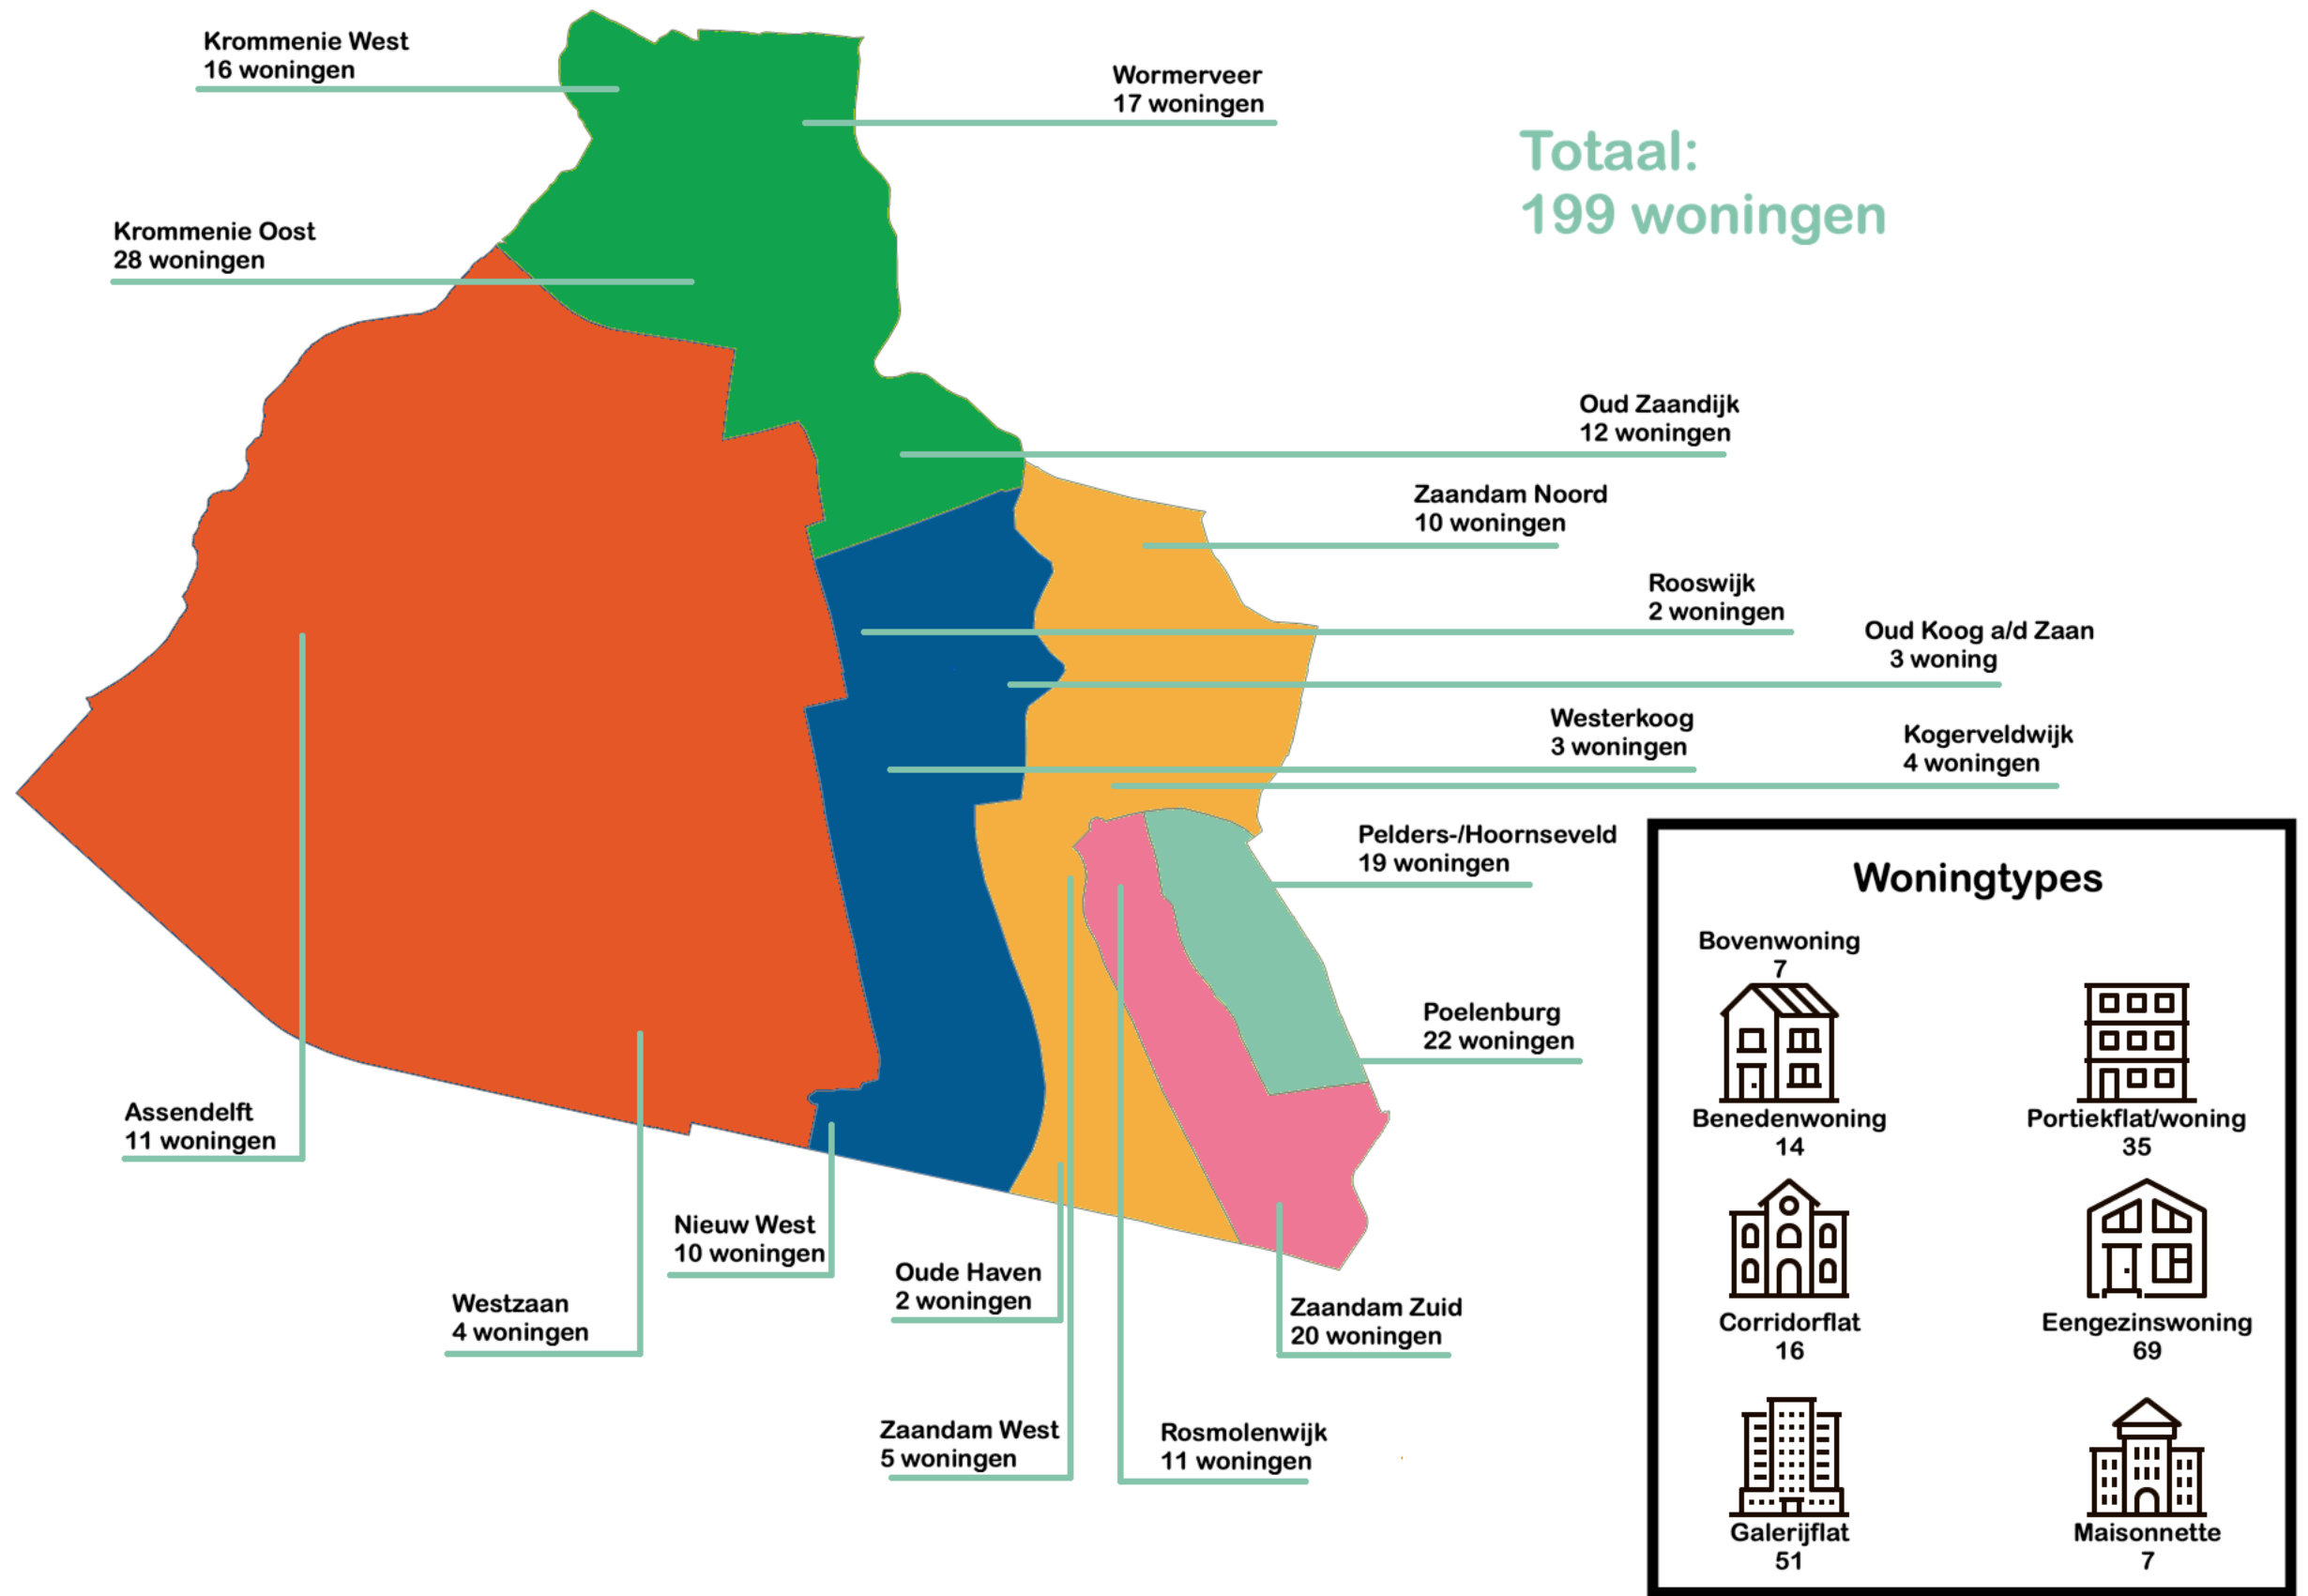 Krommenie West
16 woningen
Wormerveer
17 woningen
Totaal:
199 woningen
Krommenie Oost
28 woningen
Oud Zaandijk
12 woningen
Zaandam Noord
10 woningen
Rooswijk
2 woningen
Oud Koog a/d Zaan
3 woning
Westerkoog
3 woningen
Kogerveldwijk
4 woningen
Pelders-/Hoornseveld
19 woningen
Poelenburg
22 woningen
Assendelft
11 woningen
Nieuw West
10 woningen
Westzaan
4 woningen
Oude Haven
2 woningen
Zaandam Zuid
20 woningen
Zaandam West
5 woningen
Rosmolenwijk
11 woningen
Woningtypes
Bovenwoning
7
Benedenwoning
14
Portiekflat/woning
35
Corridorflat
16
Eengezinswoning
69
Galerijflat
51
Maisonnette
7